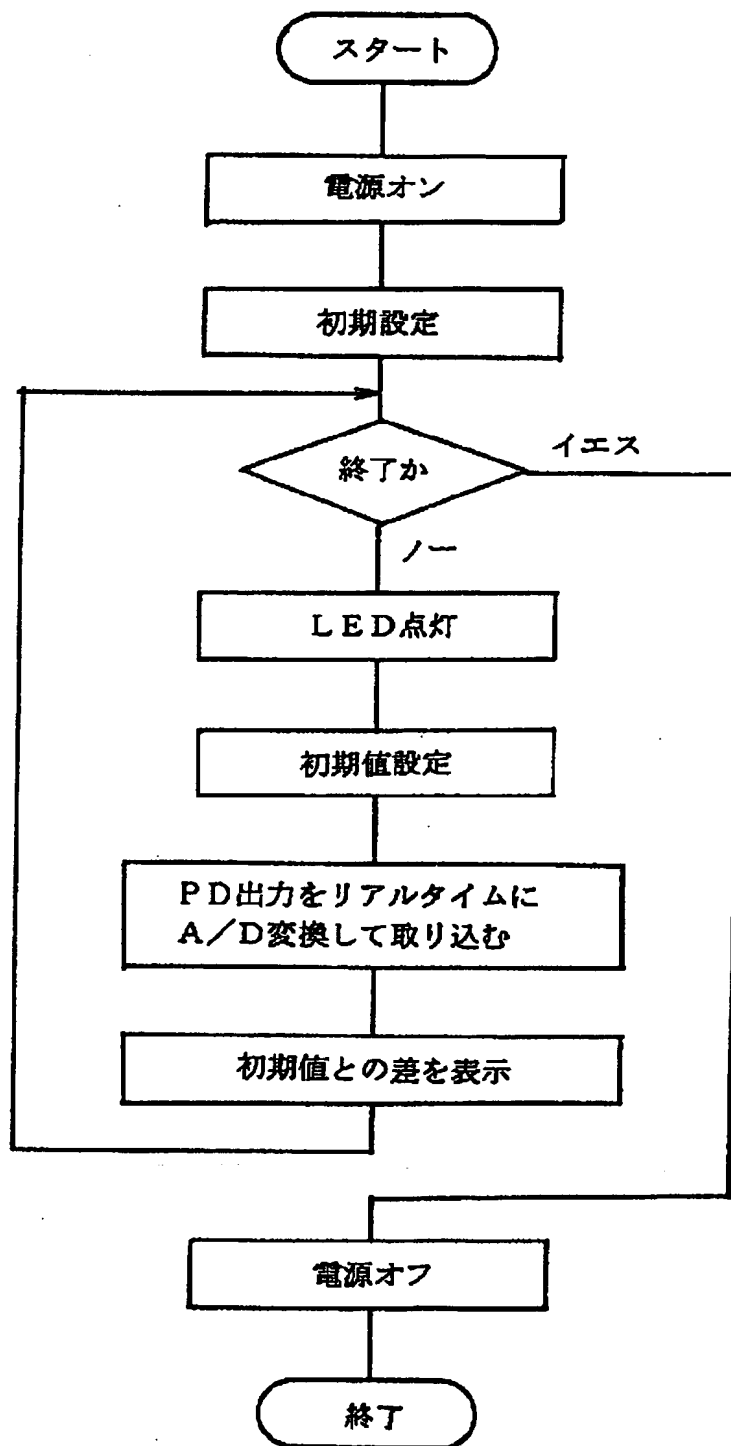 スタート
電源オン
初期設定
終了か
イエス
ノー
LED点灯
初期値設定
PD出力をリアルタイムに
A/D変換して取り込む
初期値との差を表示
電源オフ
終了